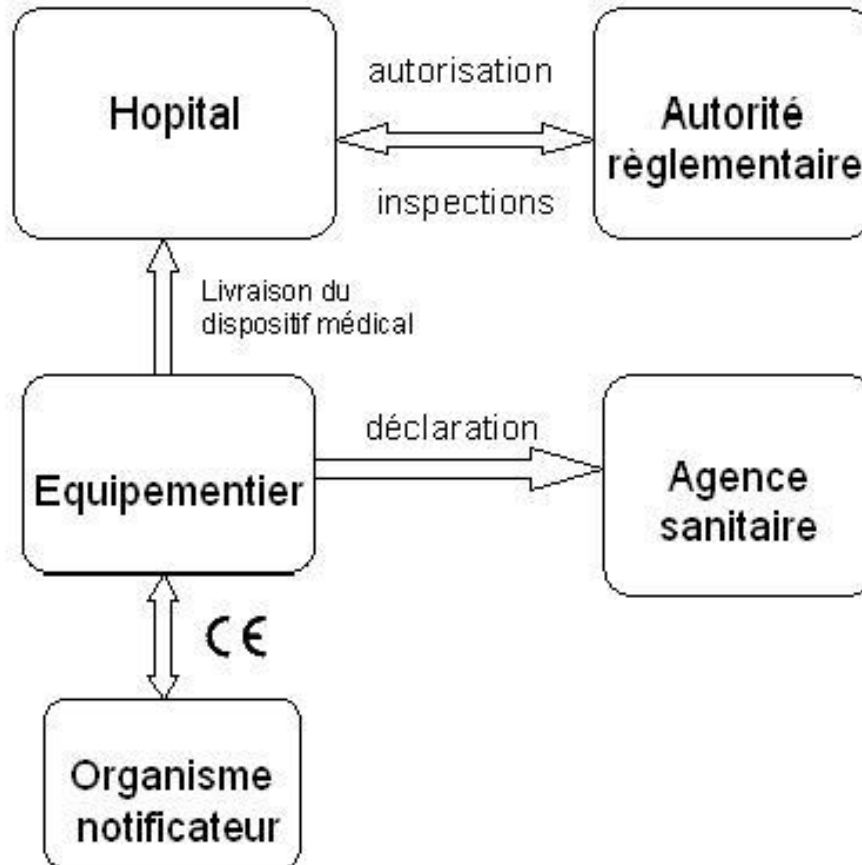 Hopital
autorisation
Autorité
règlementaire
inspections
Livraison du
dispositif médical
Equipementier
déclaration
Agence
sanitaire
CE
Organisme
notificateur